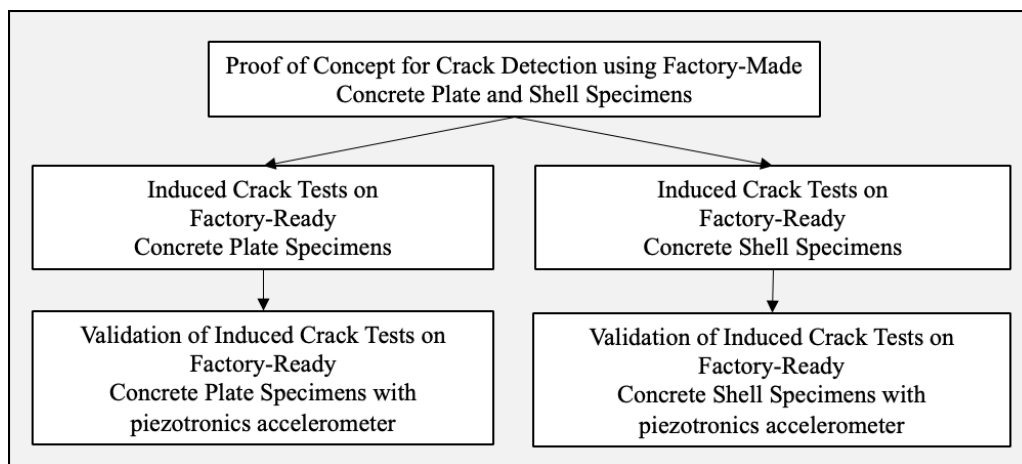 Proof of Concept for Crack Detection using Factory-Made
Concrete Plate and Shell Specimens
Induced Crack Tests on
Factory-Ready
Concrete Plate Specimens
Induced Crack Tests on
Factory-Ready
Concrete Shell Specimens
Validation of Induced Crack Tests on
Factory-Ready
Concrete Plate Specimens with
piezotronics accelerometer
Validation of Induced Crack Tests on
Factory-Ready
Concrete Shell Specimens with
piezotronics accelerometer